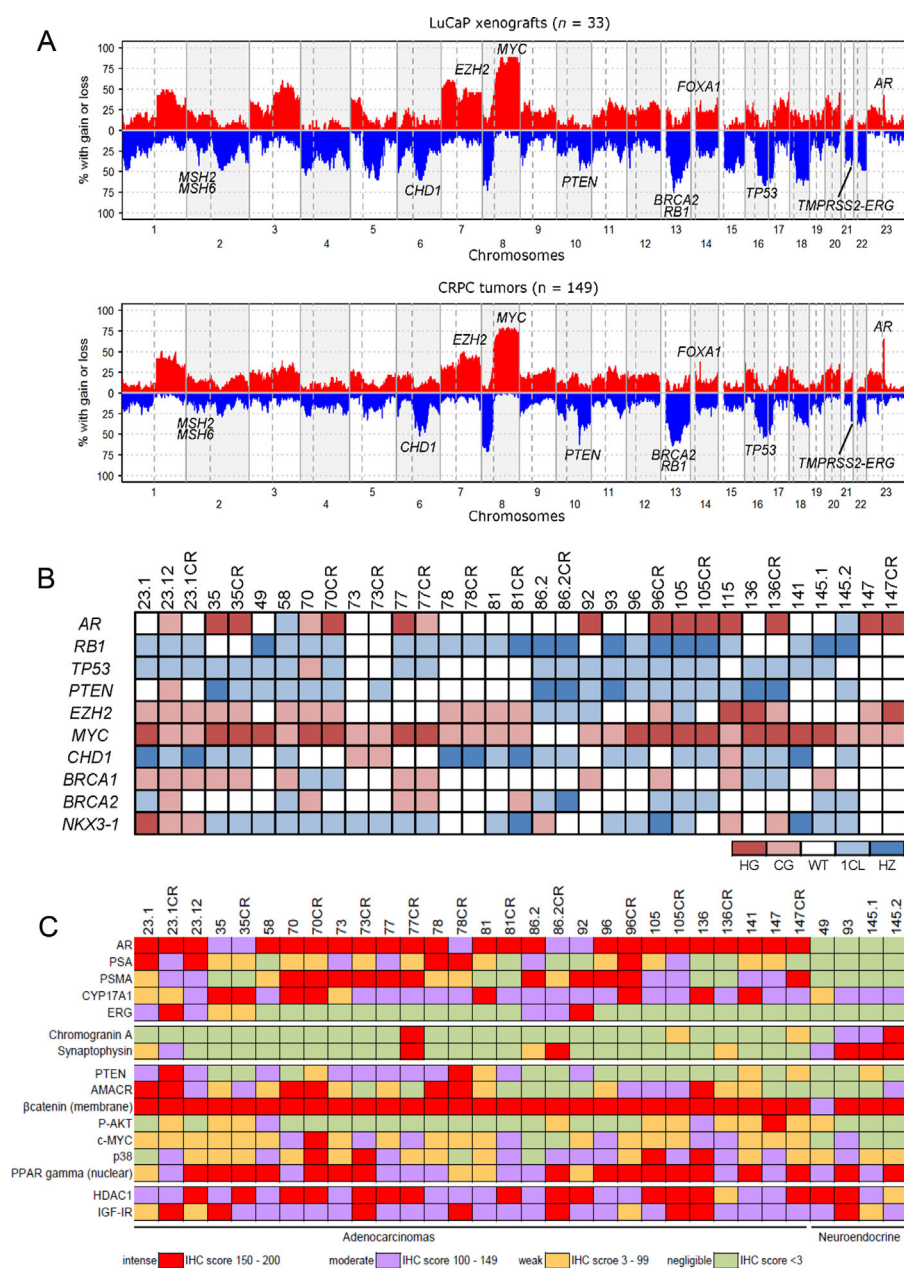 A
LuCaP xenografts (n = 33)
% with gain or loss
100
75
50
25
0
25
50
75
100
MYC
EZH2
FOXA1
AR
MSH2
MSH6
CHD1
PTEN
BRCA2
RB1
TP53
TMPRSS2-ERG
1 2 3 4 5 6 7 8 9 10 11 12 13 14 15 16 17 18 19 20 21 22 23
Chromosomes
CRPC tumors (n = 149)
% with gain or loss
100
75
50
25
0
25
50
75
100
MYC
EZH2
FOXA1
AR
MSH2
MSH6
CHD1
PTEN
BRCA2
RB1
TP53
TMPRSS2-ERG
1 2 3 4 5 6 7 8 9 10 11 12 13 14 15 16 17 18 19 20 21 22 23
Chromosomes
B
23.1 23.12 23.1CR 35 35CR 49 58 70 70CR 73 73CR 77 77CR 78 78CR 81 81CR 86.2 86.2CR 92 93 96 96CR 105 105CR 115 136 136CR 141 145.1 145.2 147 147CR
AR
RB1
TP53
PTEN
EZH2
MYC
CHD1
BRCA1
BRCA2
NKX3-1
HG CG WT 1CL HZ
C
23.1 23.1CR 23.12 35 35CR 58 70 70CR 73 73CR 77 77CR 78 78CR 81 81CR 86.2 86.2CR 92 96 96CR 105 105CR 136 136CR 141 147 147CR 49 93 145.1 145.2
AR
PSA
PSMA
CYP17A1
ERG
Chromogranin A
Synaptophysin
PTEN
AMACR
βcatenin (membrane)
P-AKT
c-MYC
p38
PPAR gamma (nuclear)
HDAC1
IGF-IR
Adenocarcinomas Neuroendocrine
intense IHC score 150 - 200 moderate IHC score 100 - 149 weak IHC scroe 3 - 99 negligible IHC score <3